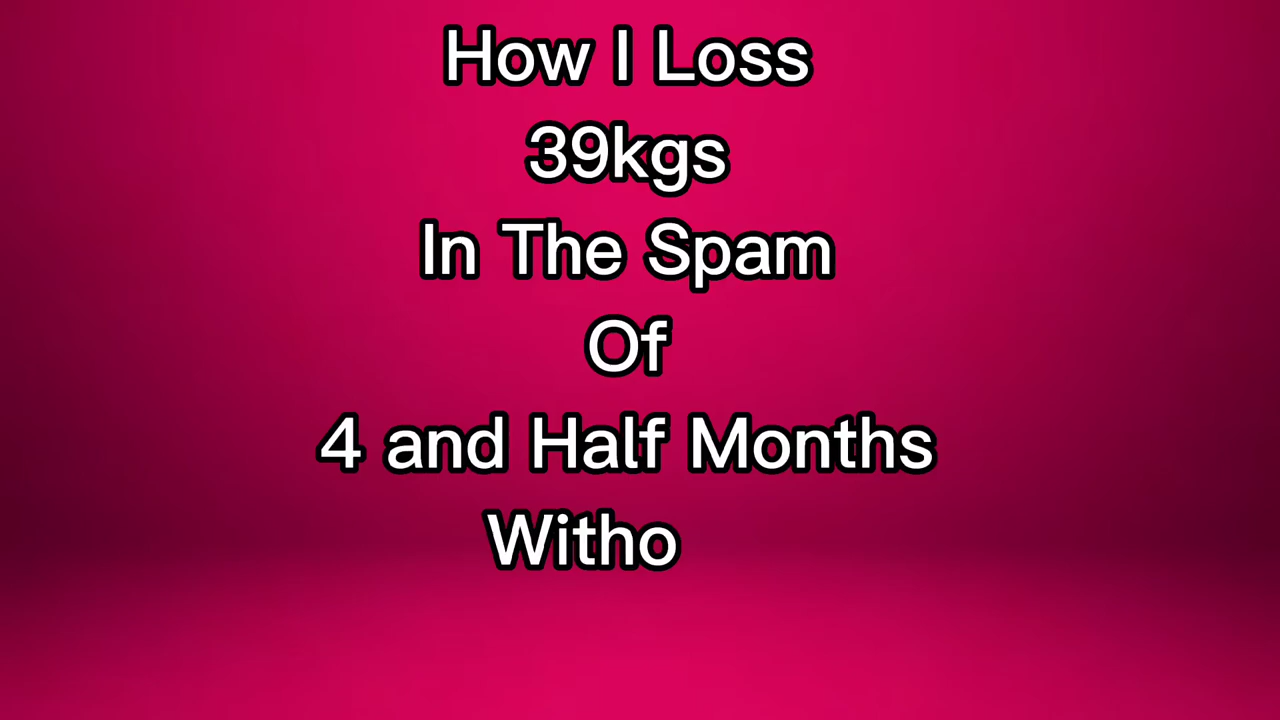 How I Loss
39kgs
In The Spam
Of
4 and Half Months
Witho